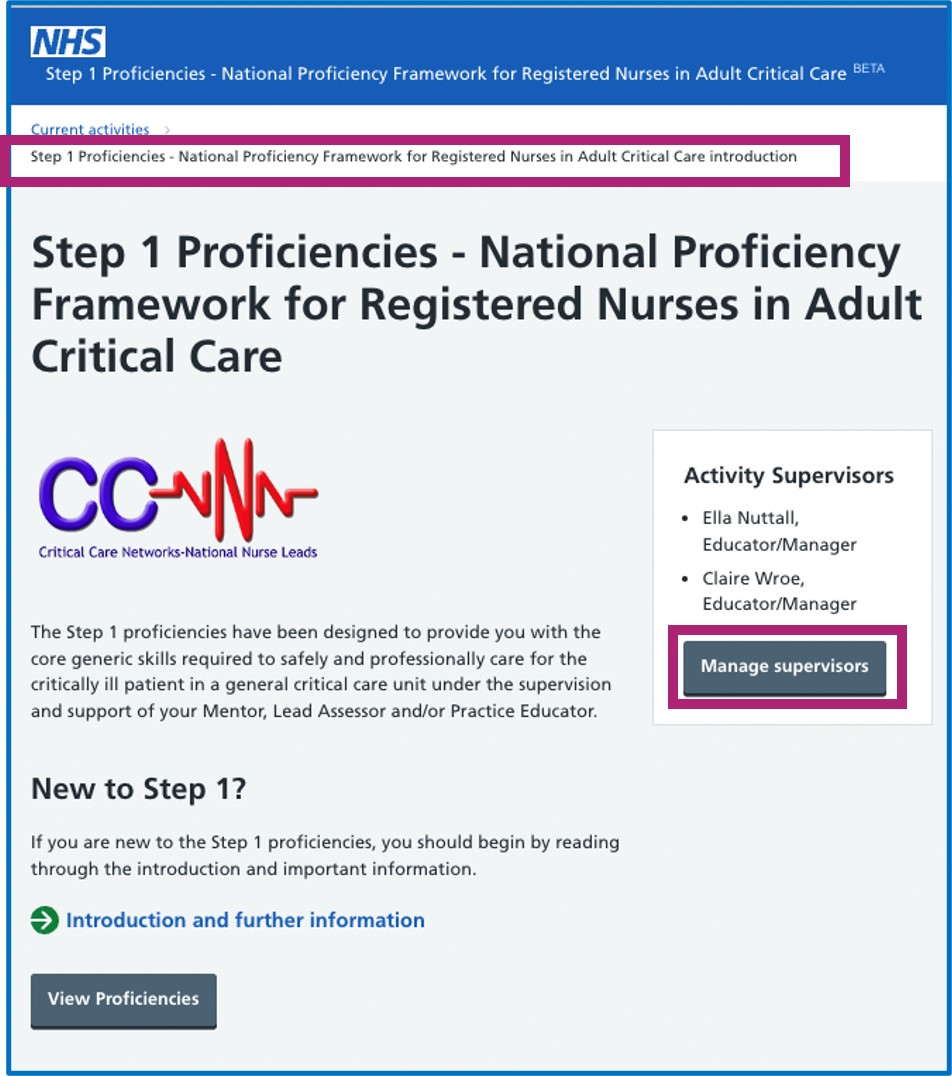 NHS
Step 1 Proficiencies - National Proficiency Framework for Registered Nurses in Adult Critical Care BETA
Current activities >
Step 1 Proficiencies - National Proficiency Framework for Registered Nurses in Adult Critical Care introduction
Step 1 Proficiencies - National Proficiency
Framework for Registered Nurses in Adult
Critical Care
CC-NNN
Critical Care Networks-National Nurse Leads
Activity Supervisors
• Ella Nuttall,
Educator/Manager
• Claire Wroe,
Educator/Manager
Manage supervisors
The Step 1 proficiencies have been designed to provide you with the
core generic skills required to safely and professionally care for the
critically ill patient in a general critical care unit under the supervision
and support of your Mentor, Lead Assessor and/or Practice Educator.
New to Step 1?
If you are new to the Step 1 proficiencies, you should begin by reading
through the introduction and important information.
Introduction and further information
View Proficiencies